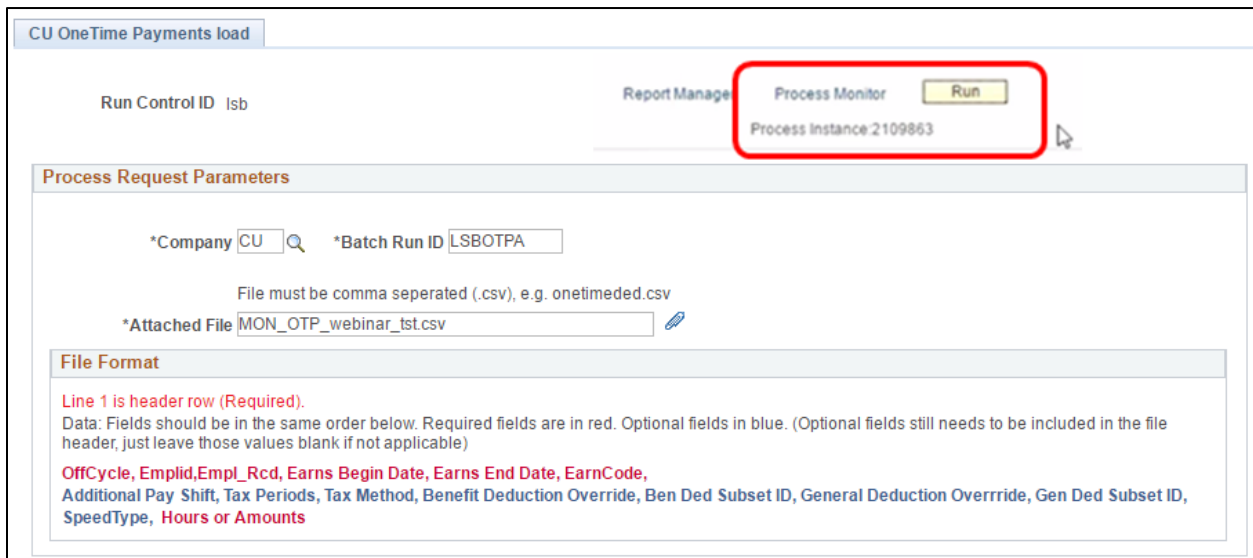 CU OneTime Payments load
Run Control ID lsb
Report Manager Process Monitor Run
Process Instance:2109863
Process Request Parameters
*Company CU *Batch Run ID LSBOTPA
File must be comma seperated (.csv), e.g. onetimeded.csv
*Attached File MON_OTP_webinar_tst.csv
File Format
Line 1 is header row (Required).
Data: Fields should be in the same order below. Required fields are in red. Optional fields in blue. (Optional fields still needs to be included in the file
header, just leave those values blank if not applicable)
OffCycle, Emplid,Empl_Rcd, Earns Begin Date, Earns End Date, EarnCode,
Additional Pay Shift, Tax Periods, Tax Method, Benefit Deduction Override, Ben Ded Subset ID, General Deduction Overrride, Gen Ded Subset ID,
SpeedType, Hours or Amounts